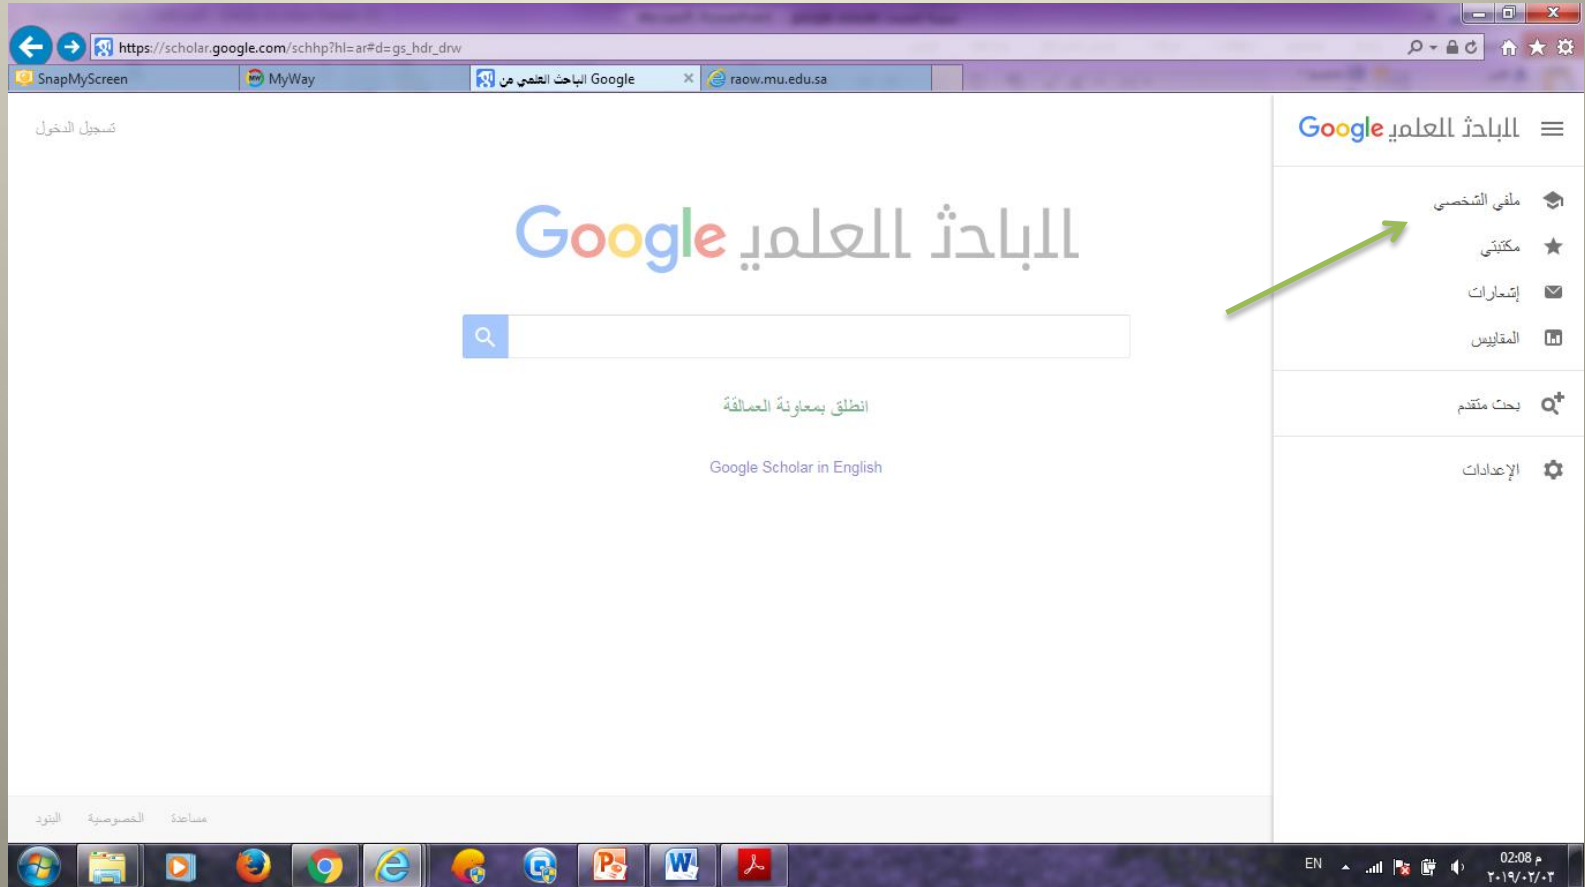 https://scholar.google.com/schhp?hl=ar#d=gs_hdr_drw
SnapMyScreen
MyWay
الباحث العلمي من Google
raow.mu.edu.sa
الباحث العلمي Google
تسجيل الدخول
ملفي الشخصي
مكتبتي
إشعارات
المقاييس
بحث متقدم
الإعدادات
الباحث العلمي Google
انطلق بمعاونة العمالقة
Google Scholar in English
مساعدة الخصوصية البنود
EN
02:08 م
٢٠١٩/٠٢/٠٣